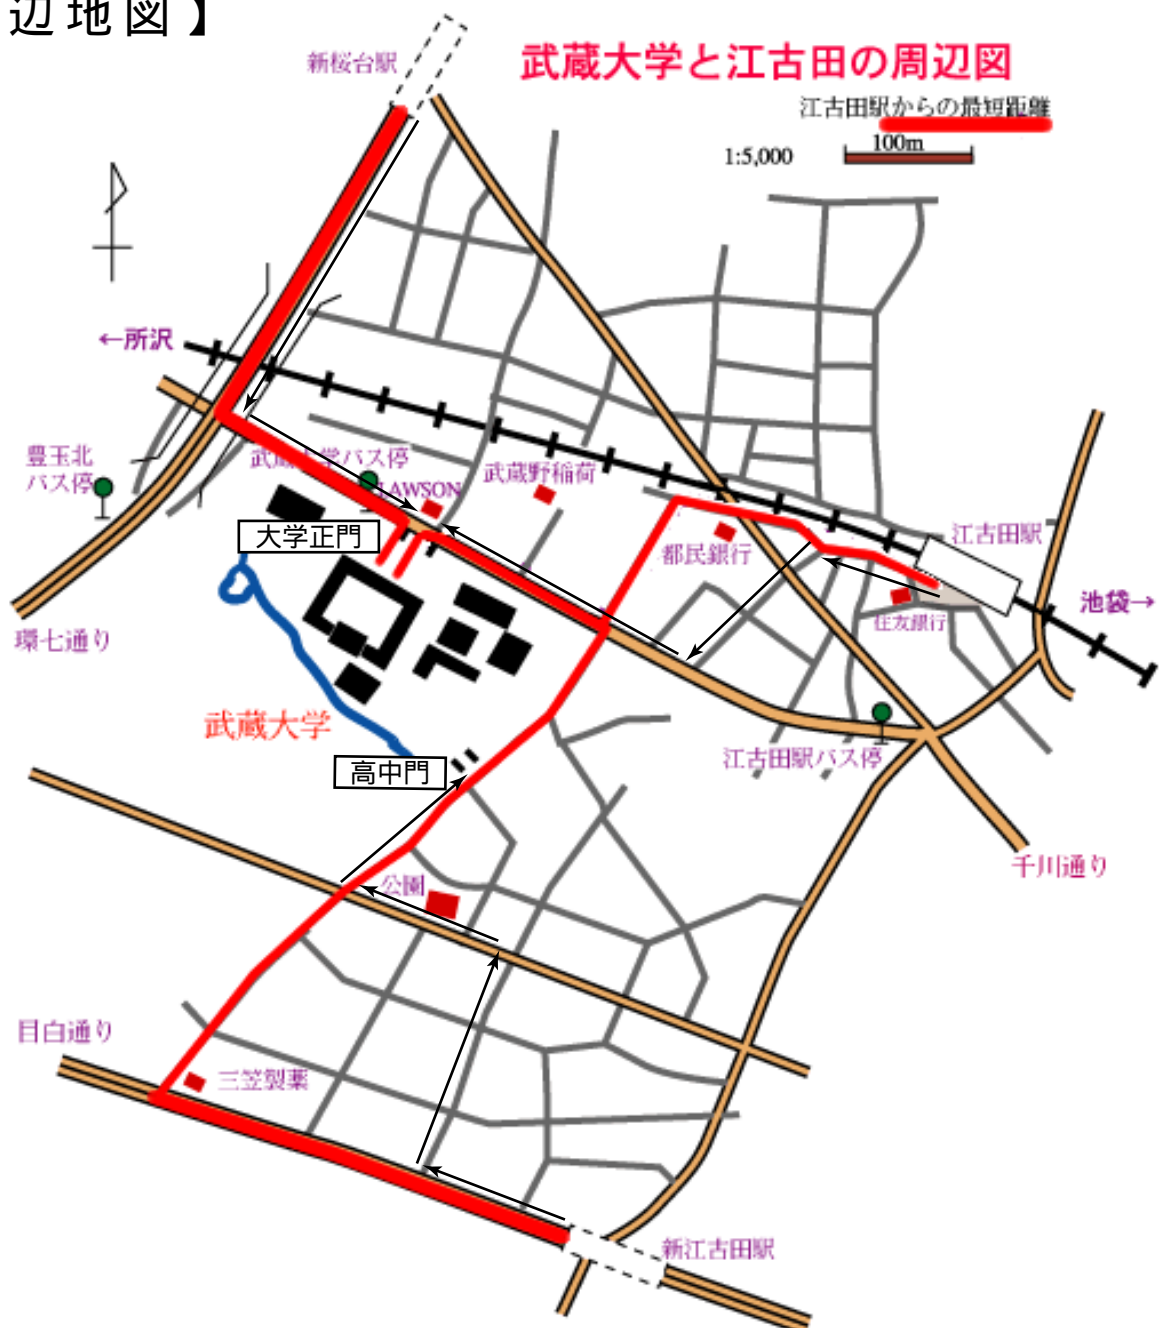 辺地図】
新桜台駅
武蔵大学と江古田の周辺図
江古田駅からの最短距離
1:5,000
100m
←所沢
豊玉北
バス停
武蔵大学バス停
LAWSON
武蔵野稲荷
大学正門
都民銀行
江古田駅
池袋→
住友銀行
環七通り
武蔵大学
高中門
江古田駅バス停
千川通り
公園
目白通り
三笠製薬
新江古田駅